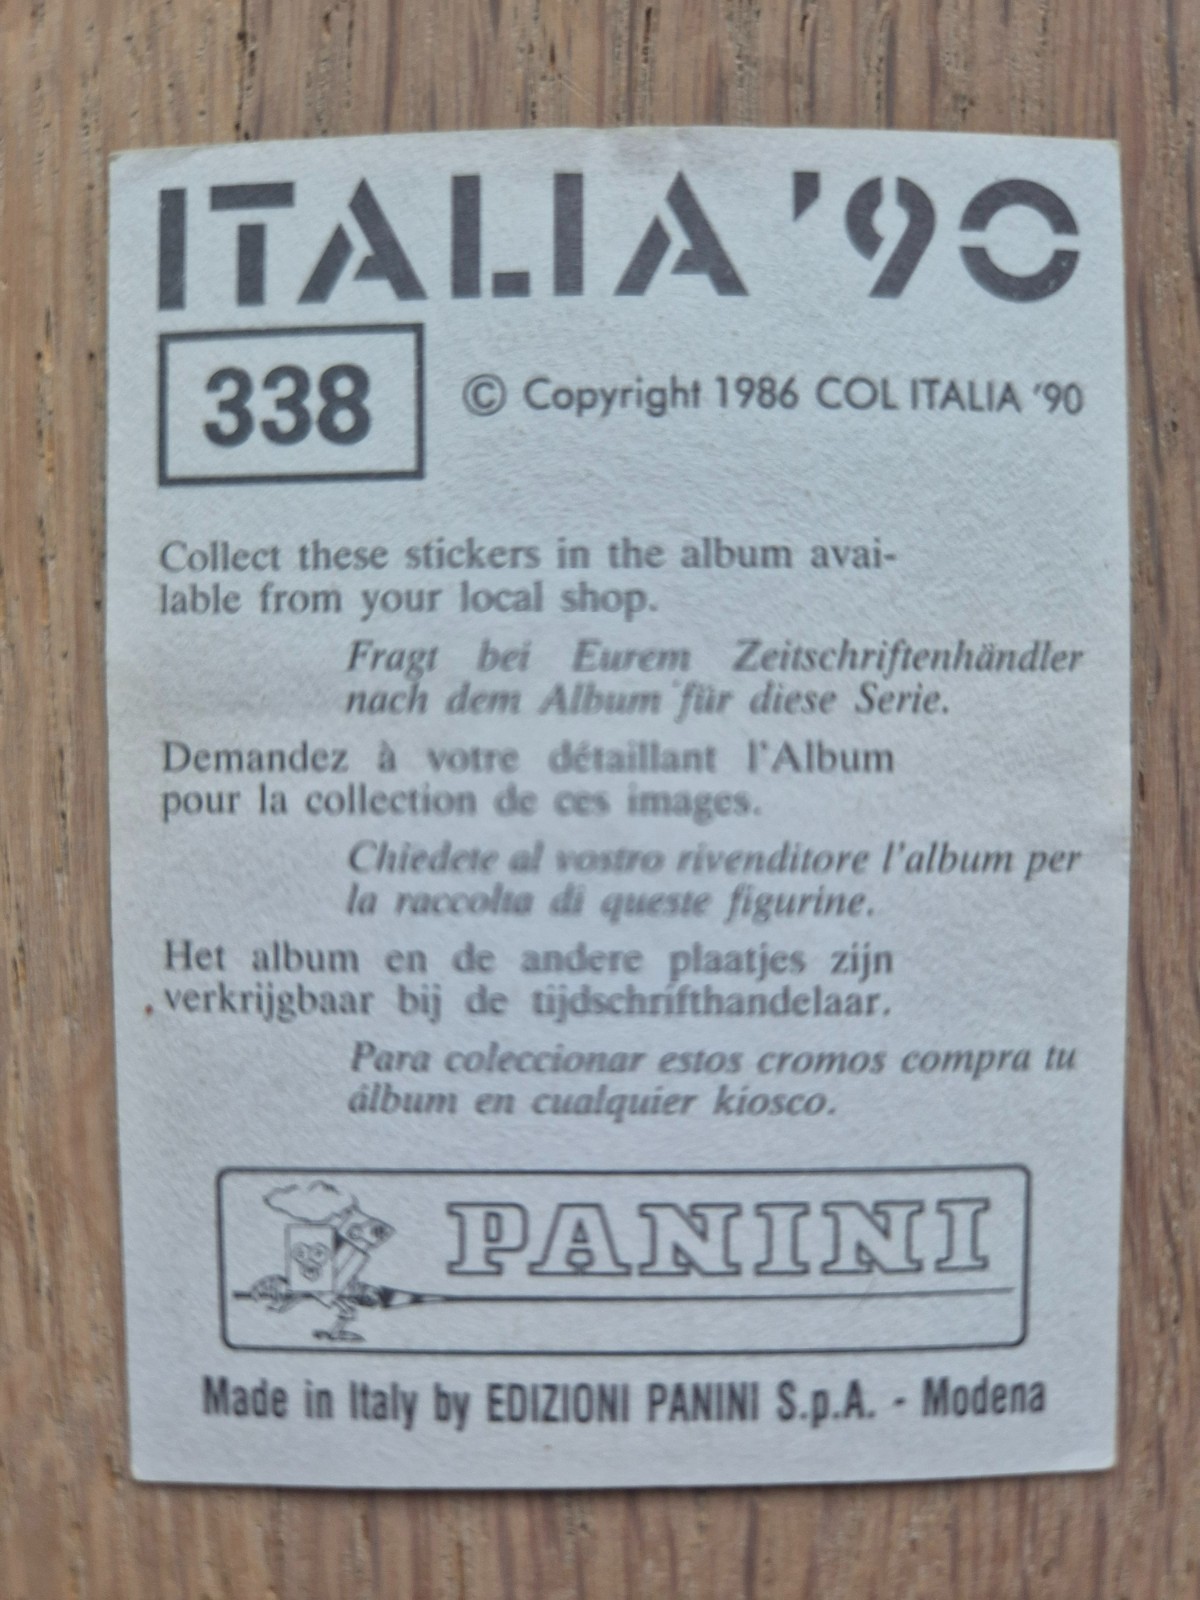 ITALIA '90
338
© Copyright 1986 COL ITALIA '90
Collect these stickers in the album avai-
lable from your local shop.
Fragt bei Eurem Zeitschriftenhändler
nach dem Album für diese Serie.
Demandez à votre détaillant l'Album
pour la collection de ces images.
Chiedete al vostro rivenditore l'album per
la raccolta di queste figurine.
Het album en de andere plaatjes zijn
verkrijgbaar bij de tijdschrifthandelaar.
Para coleccionar estos cromos compra tu
álbum en cualquier kiosco.
PANINI
Made in Italy by EDIZIONI PANINI S.p.A. - Modena